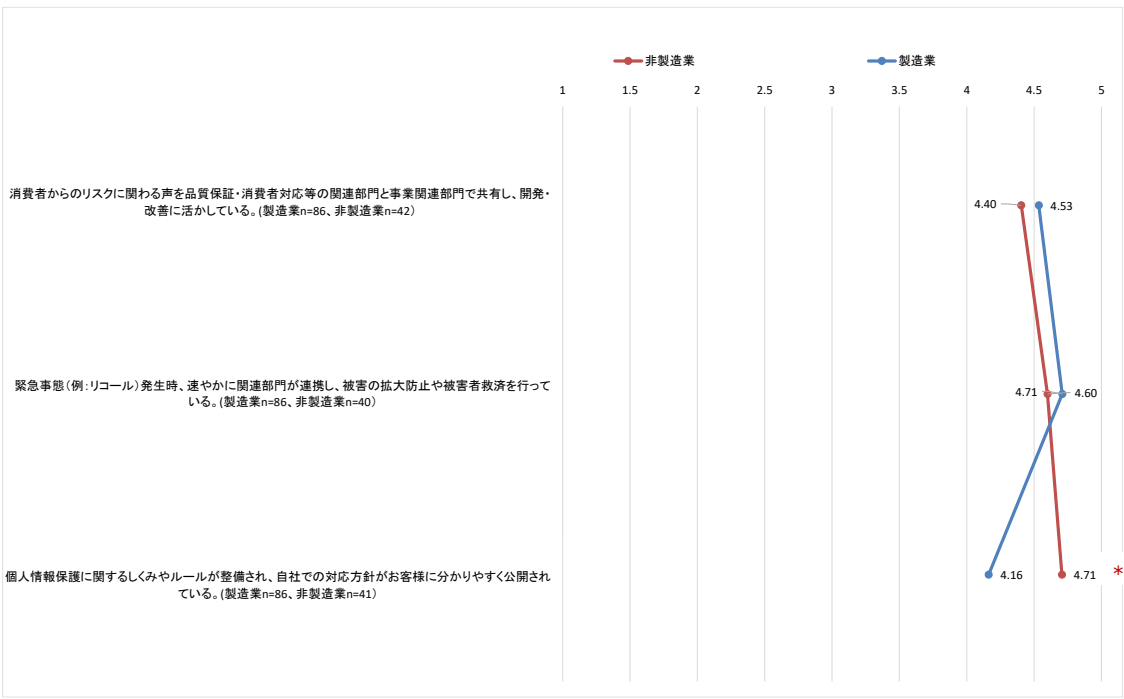 非製造業 製造業
1 1.5 2 2.5 3 3.5 4 4.5 5
消費者からのリスクに関わる声を品質保証・消費者対応等の関連部門と事業関連部門で共有し、開発・
改善に活かしている。(製造業n=86、非製造業n=42)
4.40 4.53
緊急事態(例:リコール)発生時、速やかに関連部門が連携し、被害の拡大防止や被害者救済を行って
いる。(製造業n=86、非製造業n=40)
4.71 4.60
個人情報保護に関するしくみやルールが整備され、自社での対応方針がお客様に分かりやすく公開され
ている。(製造業n=86、非製造業n=41)
4.16 4.71 *